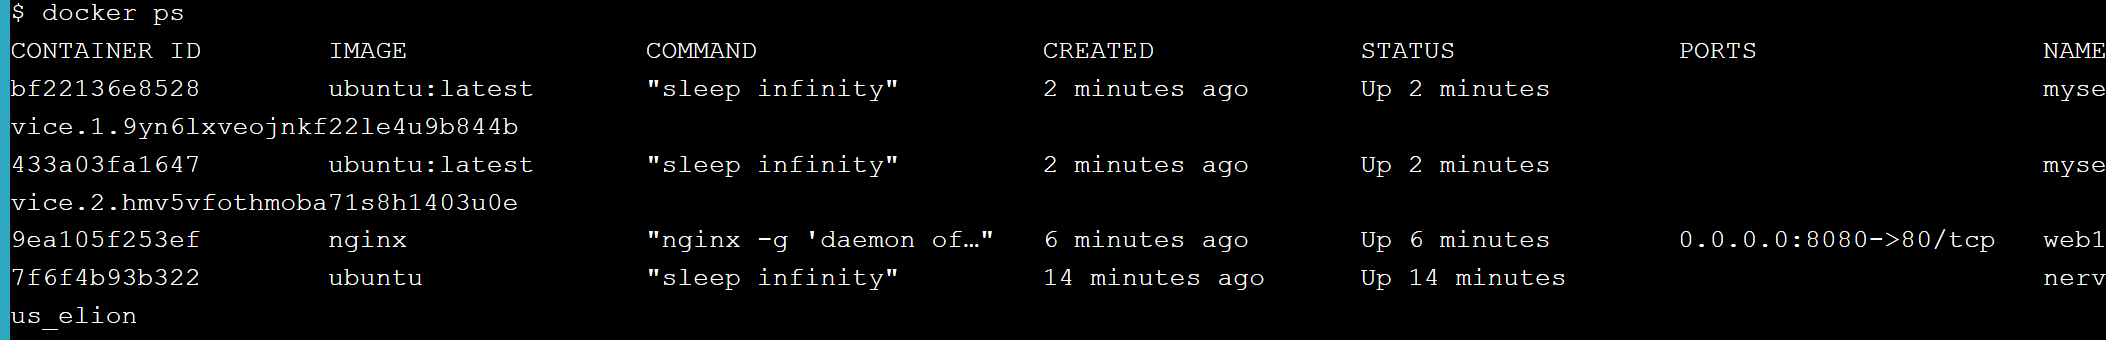 $ docker ps
CONTAINER ID IMAGE COMMAND CREATED STATUS PORTS NAME
bf22136e8528 ubuntu:latest "sleep infinity" 2 minutes ago Up 2 minutes myse
vice.1.9yn6lxveojnkf22le4u9b844b
433a03fa1647 ubuntu:latest "sleep infinity" 2 minutes ago Up 2 minutes myse
vice.2.hmv5vfothmoba71s8h1403u0e
9ea105f253ef nginx "nginx -g 'daemon of…" 6 minutes ago Up 6 minutes 0.0.0.0:8080->80/tcp web1
7f6f4b93b322 ubuntu "sleep infinity" 14 minutes ago Up 14 minutes nerv
us_elion